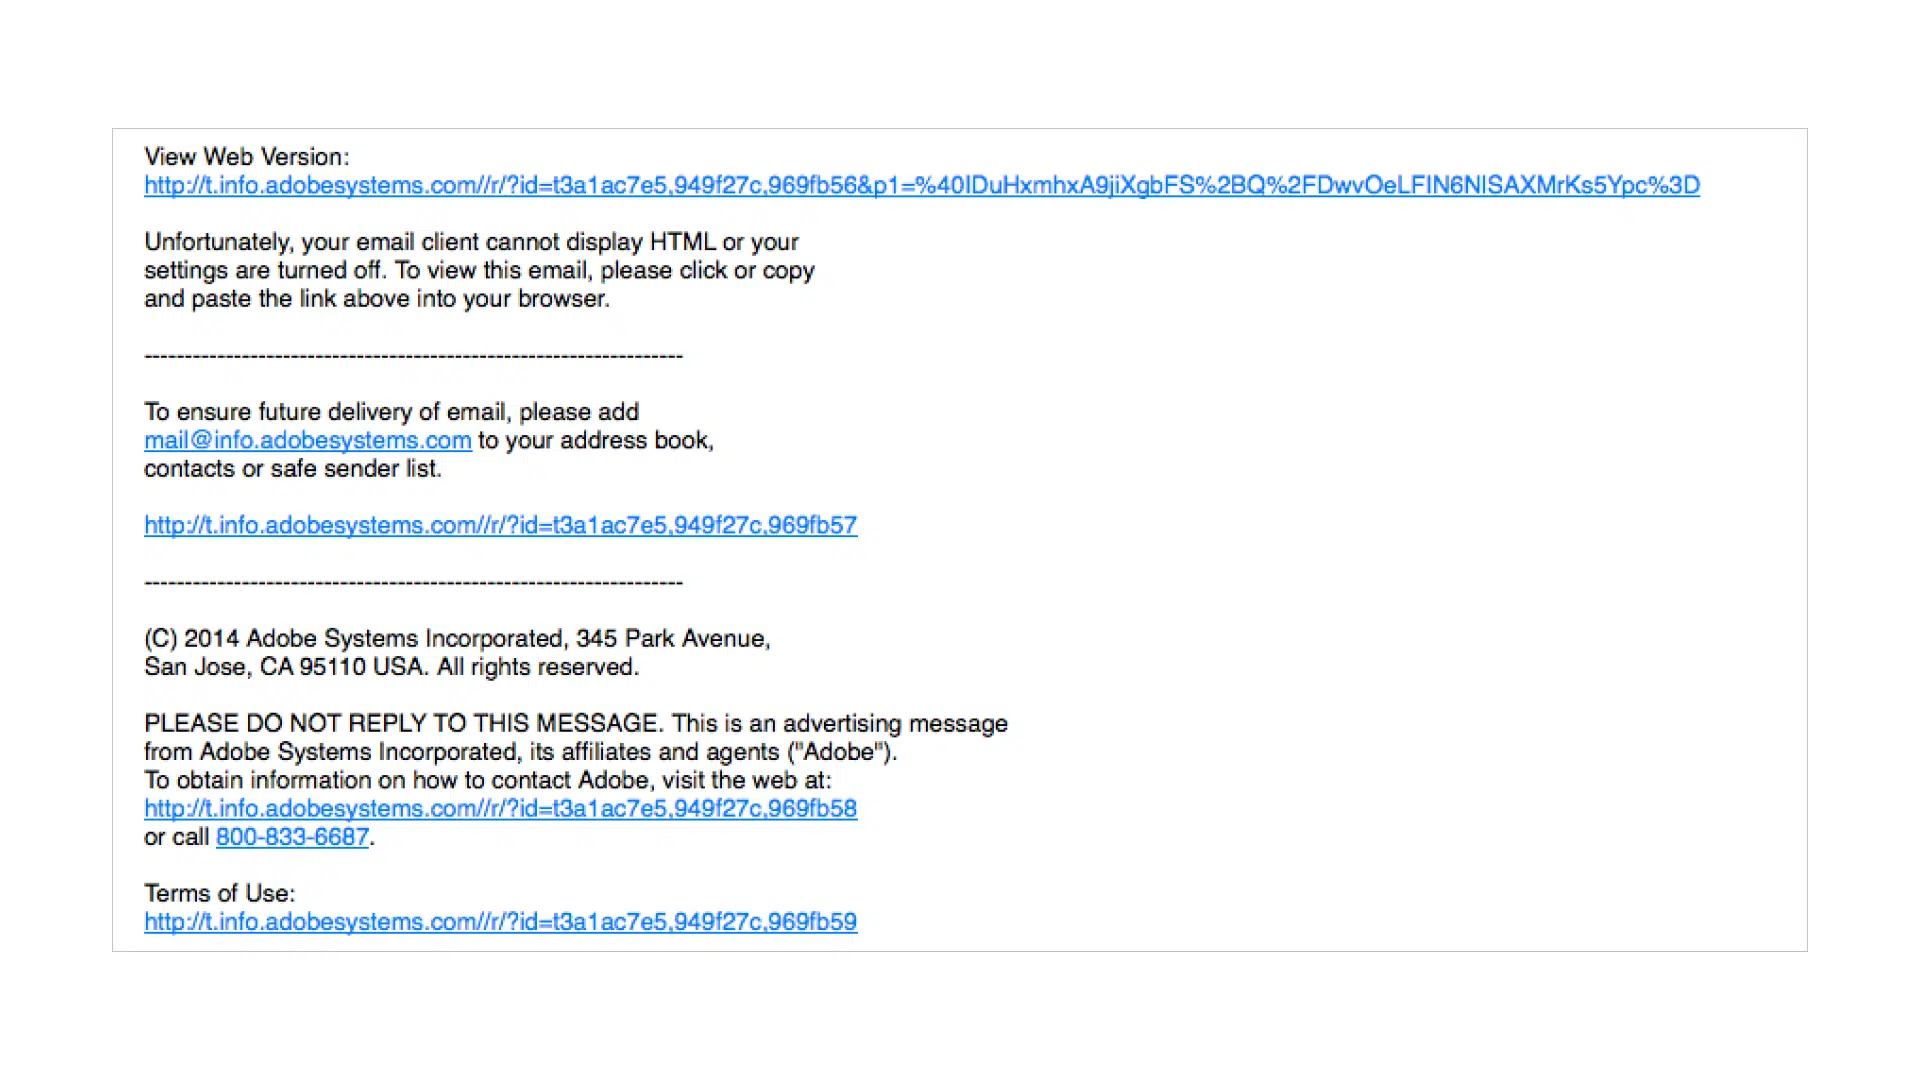 View Web Version:
http://t.info.adobesystems.com//r/?id=t3a1ac7e5,949f27c,969fb56&p1=%40IDuHxmhxA9jiXgbFS%2BQ%2FDwvOeLFIN6NISAXMrKs5Ypc%3D
Unfortunately, your email client cannot display HTML or your
settings are turned off. To view this email, please click or copy
and paste the link above into your browser.
--------------------------------------------------------------------
To ensure future delivery of email, please add
mail@info.adobesystems.com to your address book,
contacts or safe sender list.
http://t.info.adobesystems.com//r/?id=t3a1ac7e5,949f27c,969fb57
--------------------------------------------------------------------
(C) 2014 Adobe Systems Incorporated, 345 Park Avenue,
San Jose, CA 95110 USA. All rights reserved.
PLEASE DO NOT REPLY TO THIS MESSAGE. This is an advertising message
from Adobe Systems Incorporated, its affiliates and agents ("Adobe").
To obtain information on how to contact Adobe, visit the web at:
http://t.info.adobesystems.com//r/?id=t3a1ac7e5,949f27c,969fb58
or call 800-833-6687.
Terms of Use:
http://t.info.adobesystems.com//r/?id=t3a1ac7e5,949f27c,969fb59